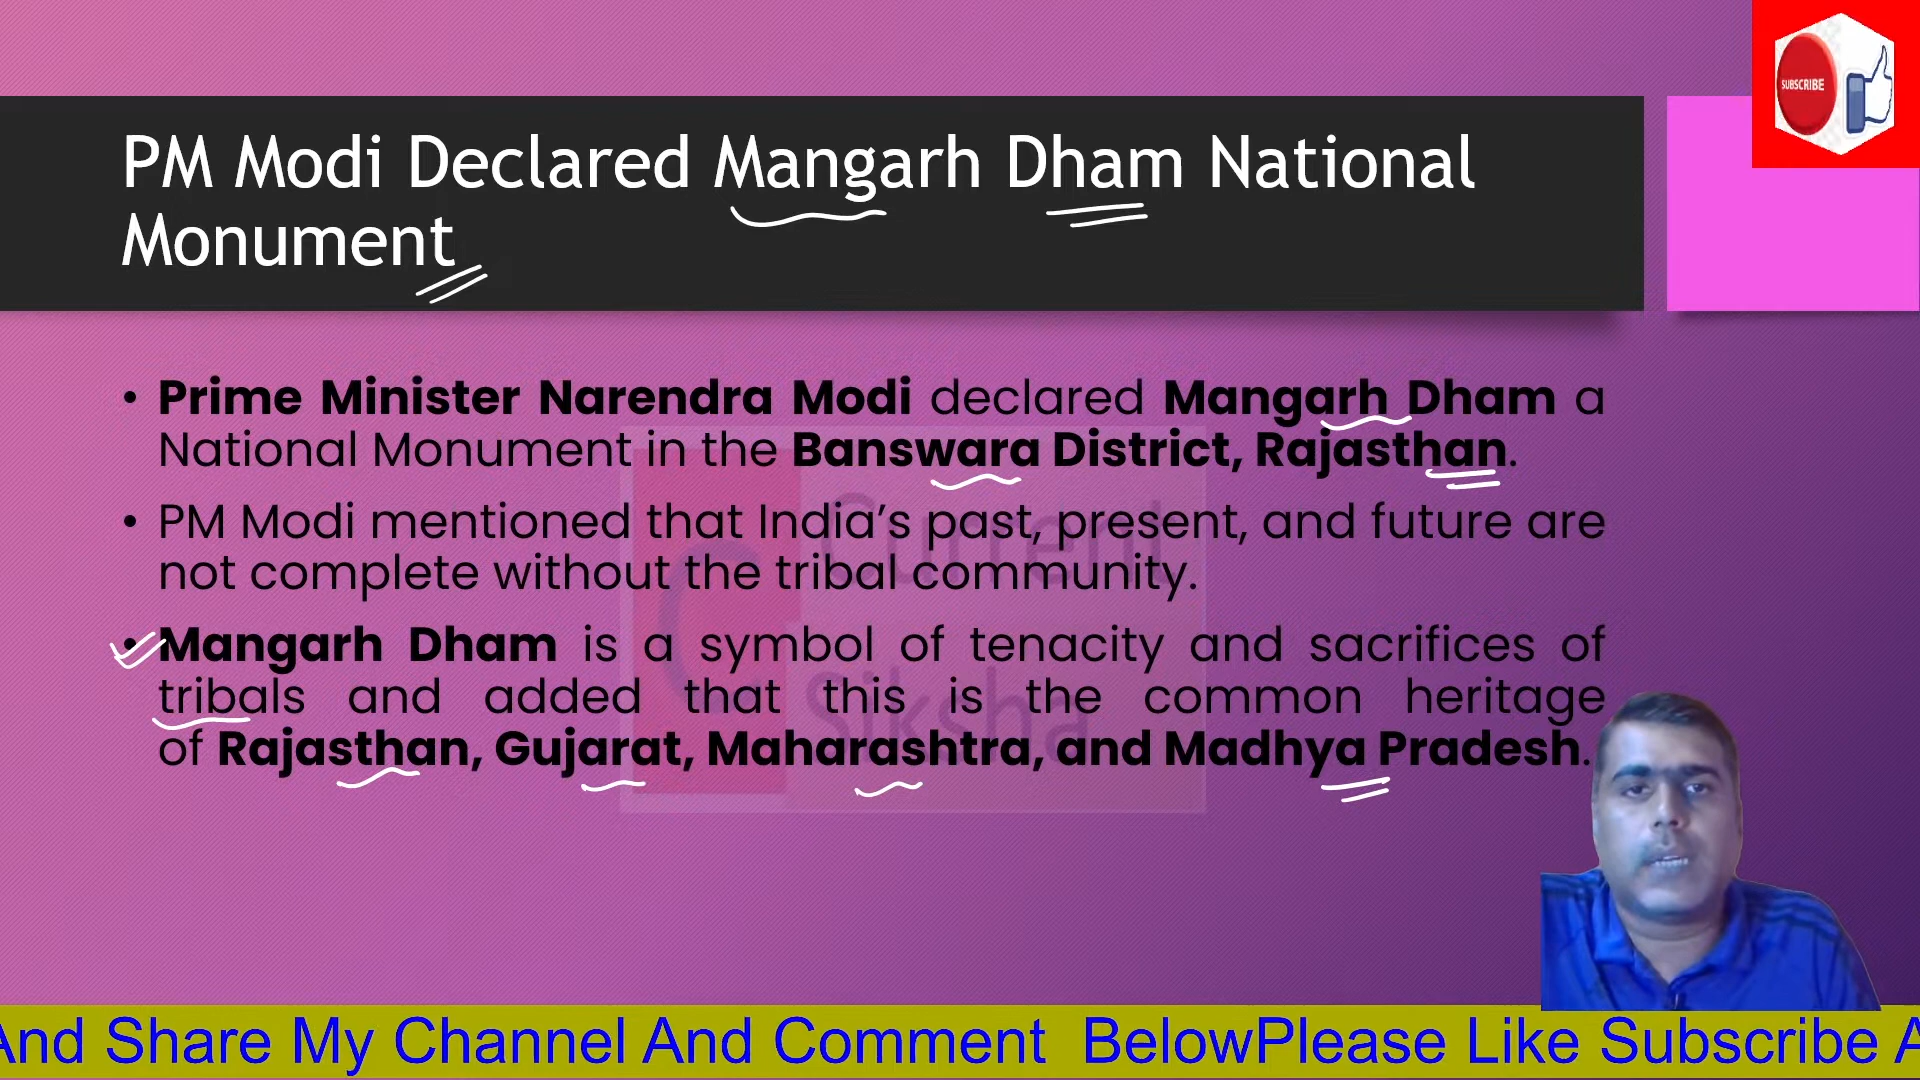 SUBSCRIBE
PM Modi Declared Mangarh Dham National
Monument
• Prime Minister Narendra Modi declared Mangarh Dham a
National Monument in the Banswara District, Rajasthan.
• PM Modi mentioned that India’s past, present, and future are
not complete without the tribal community.
• Mangarh Dham is a symbol of tenacity and sacrifices of
tribals and added that this is the common heritage
of Rajasthan, Gujarat, Maharashtra, and Madhya Pradesh.
Current
Siksha
And Share My Channel And Comment BelowPlease Like Subscribe A